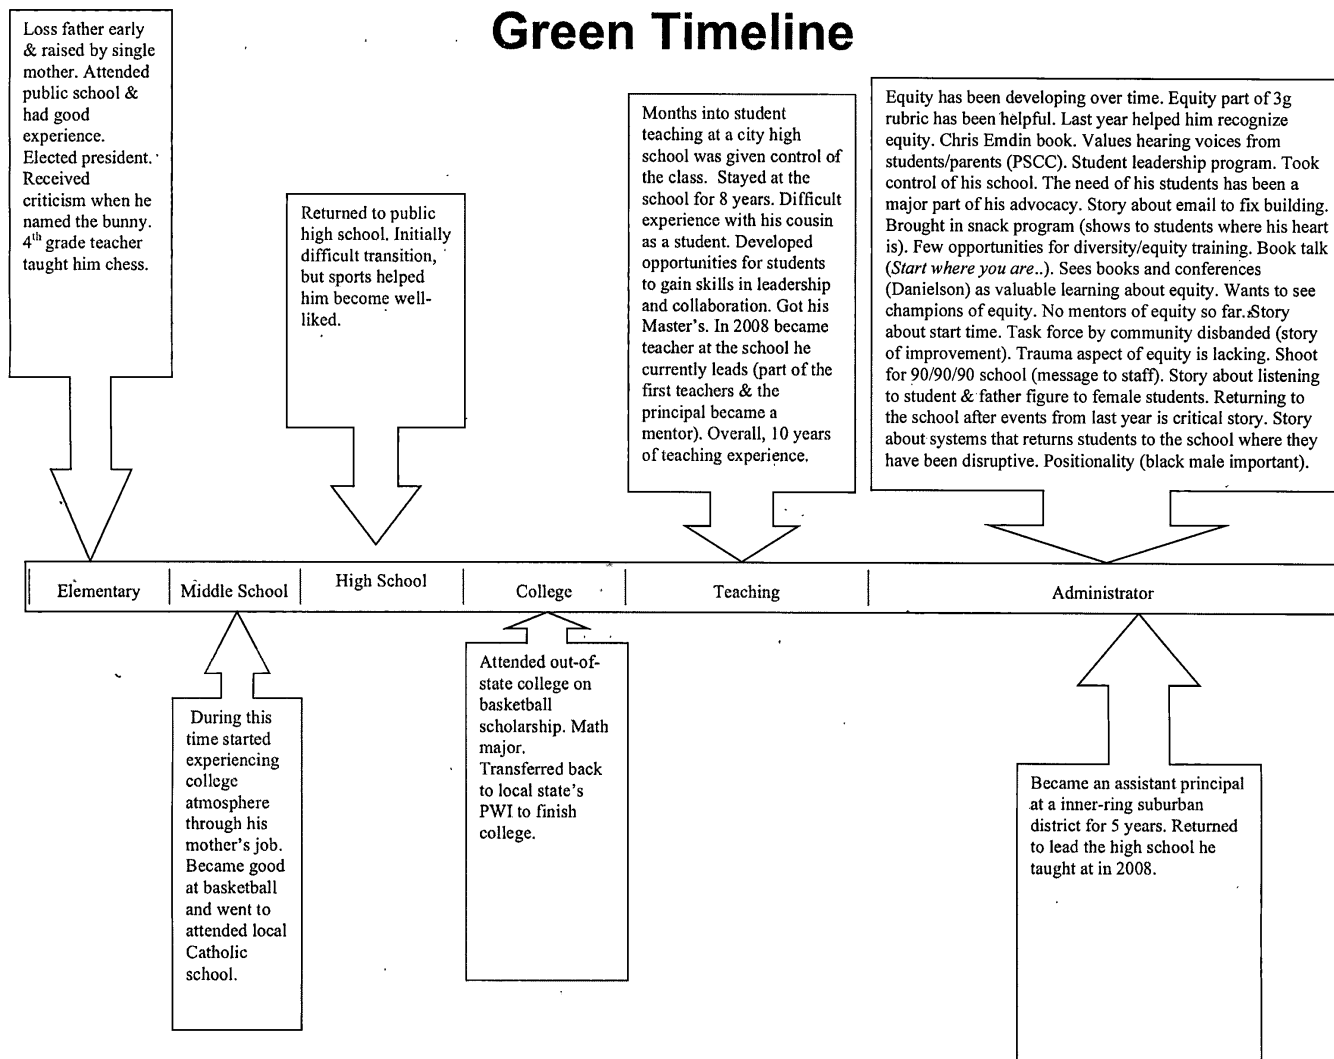 Green Timeline
Loss father early
& raised by single
mother. Attended
public school &
had good
experience.
Elected president.
Received
criticism when he
named the bunny.
4th grade teacher
taught him chess.
Returned to public
high school. Initially
difficult transition,
but sports helped
him become well-
liked.
Months into student
teaching at a city high
school was given control of
the class. Stayed at the
school for 8 years. Difficult
experience with his cousin
as a student. Developed
opportunities for students
to gain skills in leadership
and collaboration. Got his
Master's. In 2008 became
teacher at the school he
currently leads (part of the
first teachers & the
principal became a
mentor). Overall, 10 years
of teaching experience.
Equity has been developing over time. Equity part of 3g
rubric has been helpful. Last year helped him recognize
equity. Chris Emdin book. Values hearing voices from
students/parents (PSCC). Student leadership program. Took
control of his school. The need of his students has been a
major part of his advocacy. Story about email to fix building.
Brought in snack program (shows to students where his heart
is). Few opportunities for diversity/equity training. Book talk
(Start where you are..). Sees books and conferences
(Danielson) as valuable learning about equity. Wants to see
champions of equity. No mentors of equity so far. Story
about start time. Task force by community disbanded (story
of improvement). Trauma aspect of equity is lacking. Shoot
for 90/90/90 school (message to staff). Story about listening
to student & father figure to female students. Returning to
the school after events from last year is critical story. Story
about systems that returns students to the school where they
have been disruptive. Positionality (black male important).
Elementary
Middle School
High School
College
Teaching
Administrator
During this
time started
experiencing
college
atmosphere
through his
mother's job.
Became good
at basketball
and went to
attended local
Catholic
school.
Attended out-of-
state college on
basketball
scholarship. Math
major.
Transferred back
to local state's
PWI to finish
college.
Became an assistant principal
at a inner-ring suburban
district for 5 years. Returned
to lead the high school he
taught at in 2008.